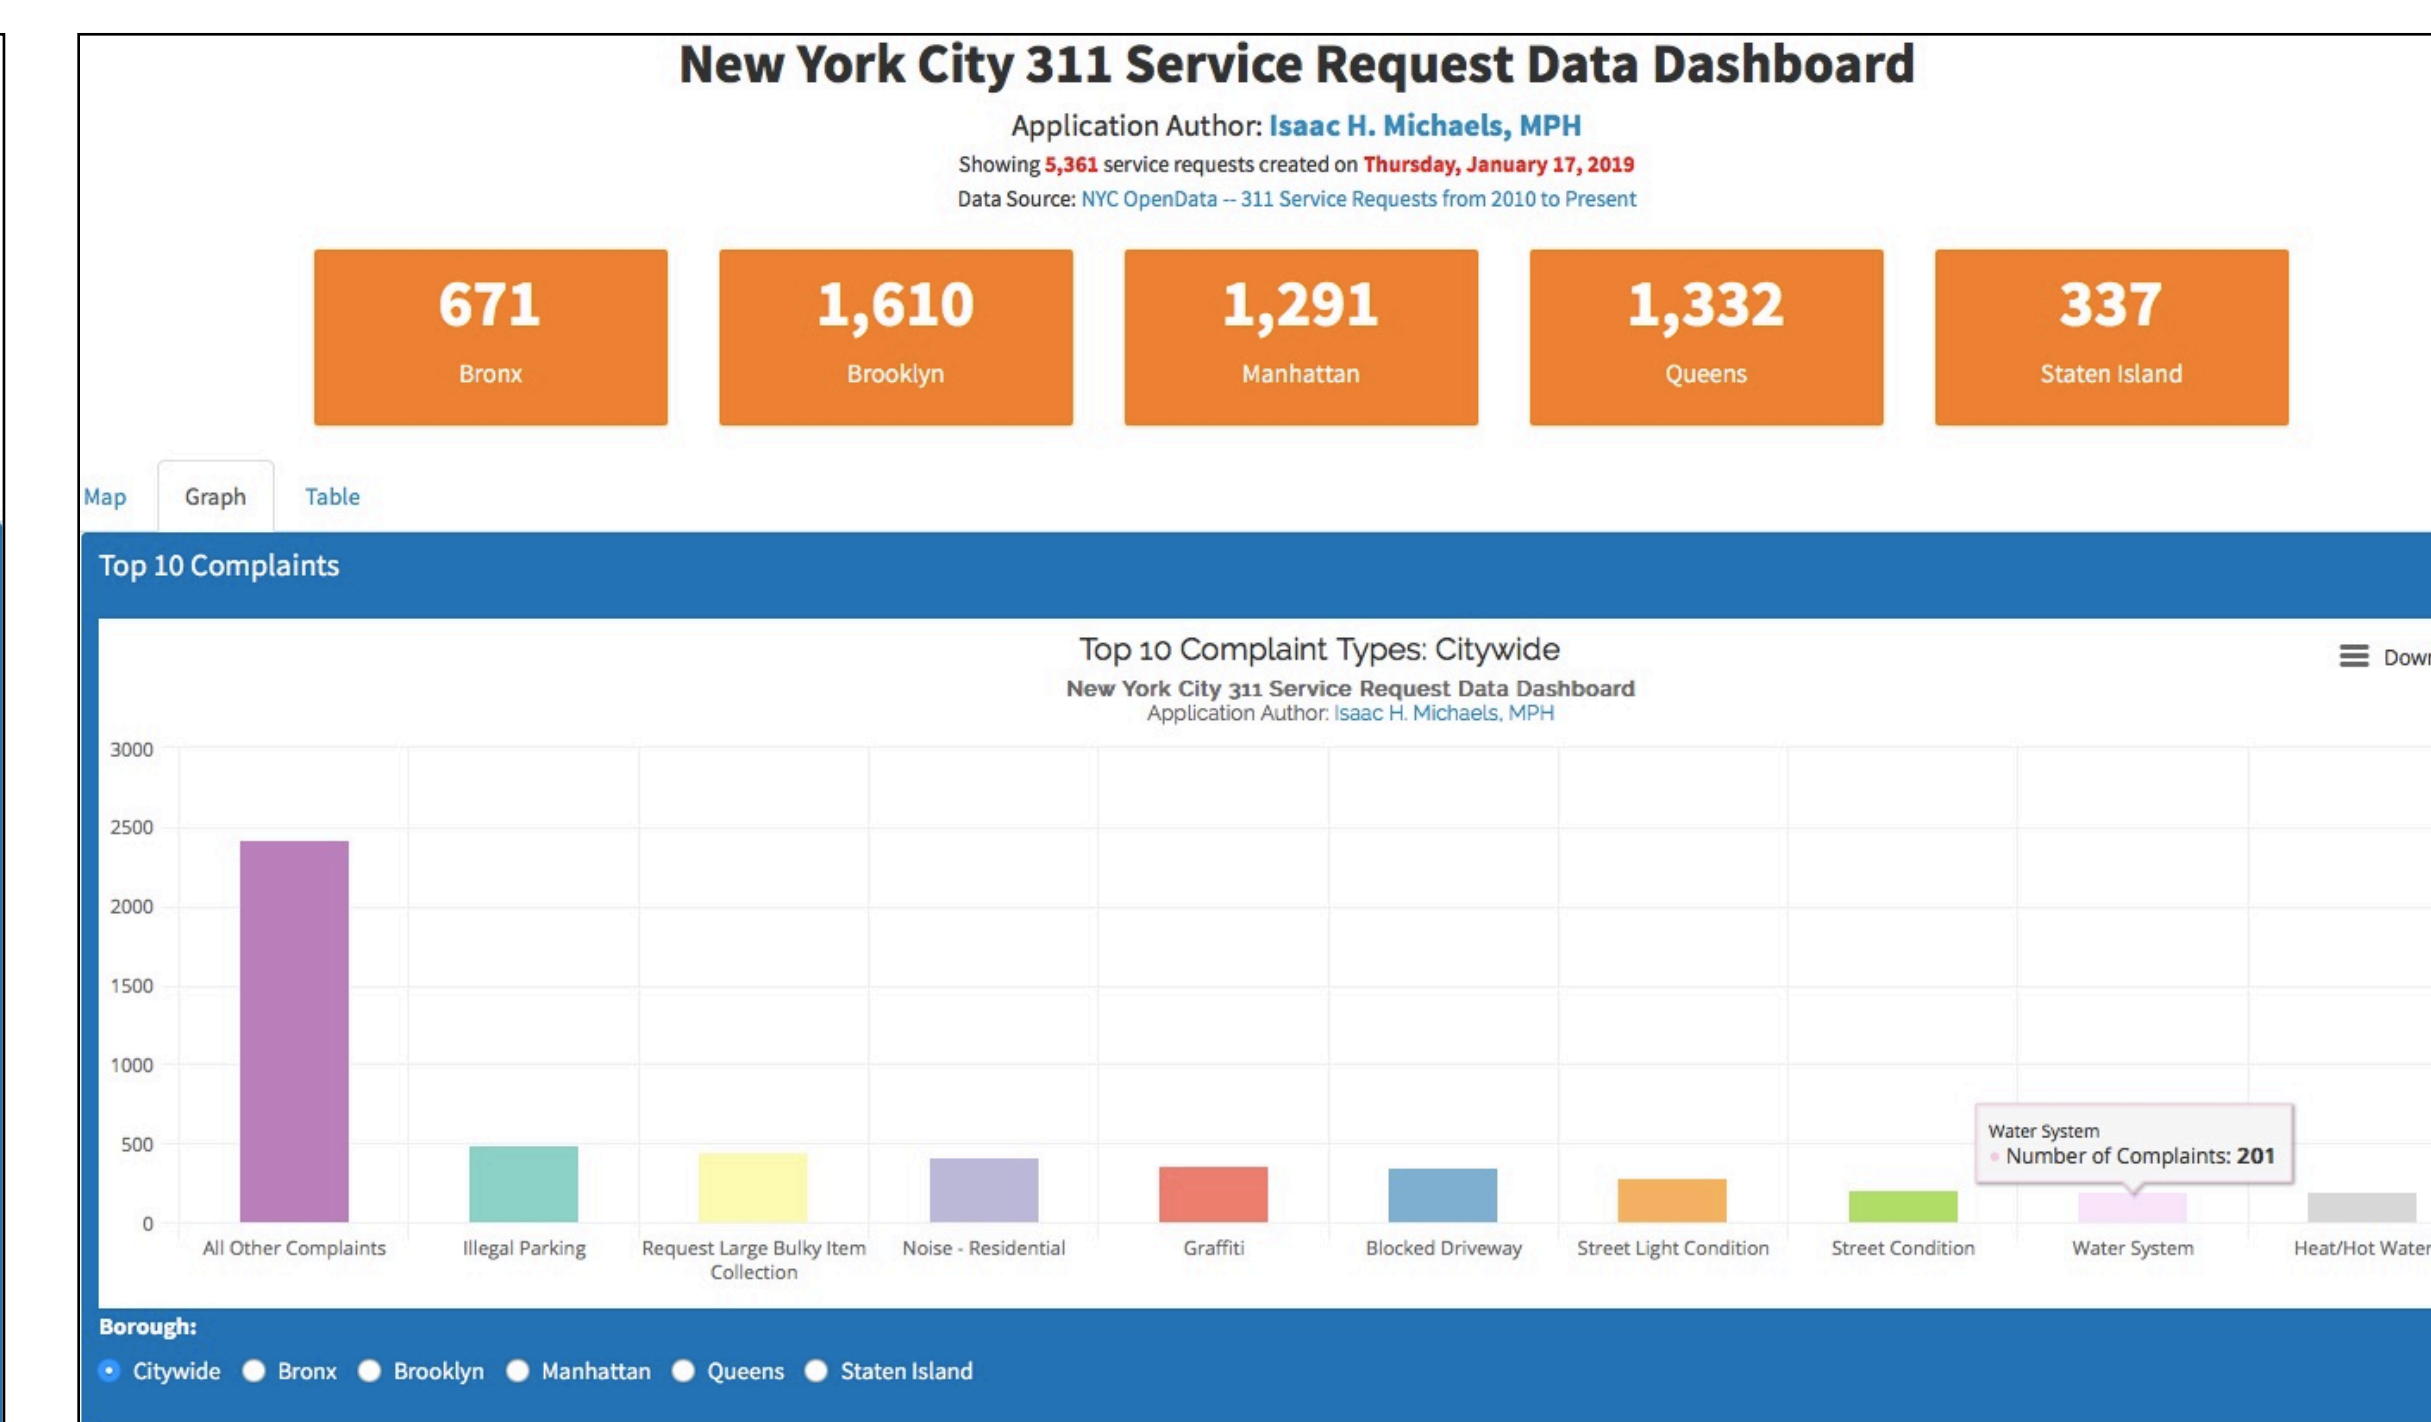 New York City 311 Service Request Data Dashboard
Application Author: Isaac H. Michaels, MPH
Showing 5,361 service requests created on Thursday, January 17, 2019
Data Source: NYC OpenData -- 311 Service Requests from 2010 to Present
671 1,610 1,291 1,332 337
Bronx Brooklyn Manhattan Queens Staten Island
Map Graph Table
Top 10 Complaints
Top 10 Complaint Types: Citywide
New York City 311 Service Request Data Dashboard
Application Author: Isaac H. Michaels, MPH
3000
2500
2000
1500
1000
500
0
Water System
Number of Complaints: 201
All Other Complaints Illegal Parking Request Large Bulky Item Noise - Residential Graffiti Blocked Driveway Street Light Condition Street Condition Water System Heat/Hot Water
Collection
Borough:
Citywide Bronx Brooklyn Manhattan Queens Staten Island